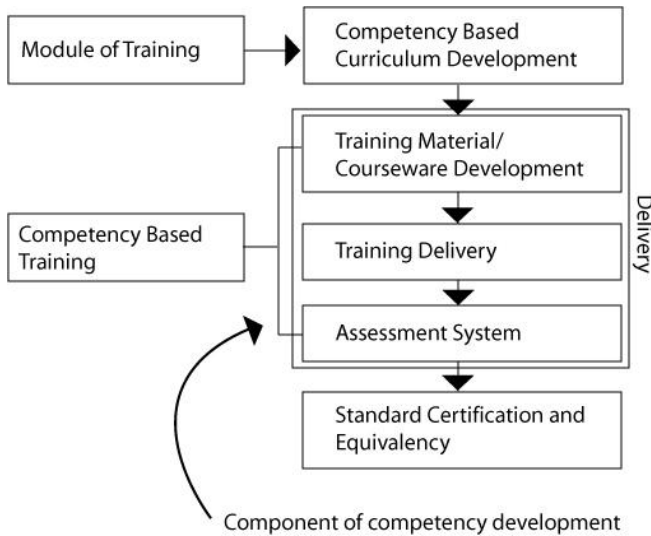 Module of Training
Competency Based
Curriculum Development
Training Material/
Courseware Development
Competency Based
Training
Training Delivery
Assessment System
Delivery
Standard Certification and
Equivalency
Component of competency development